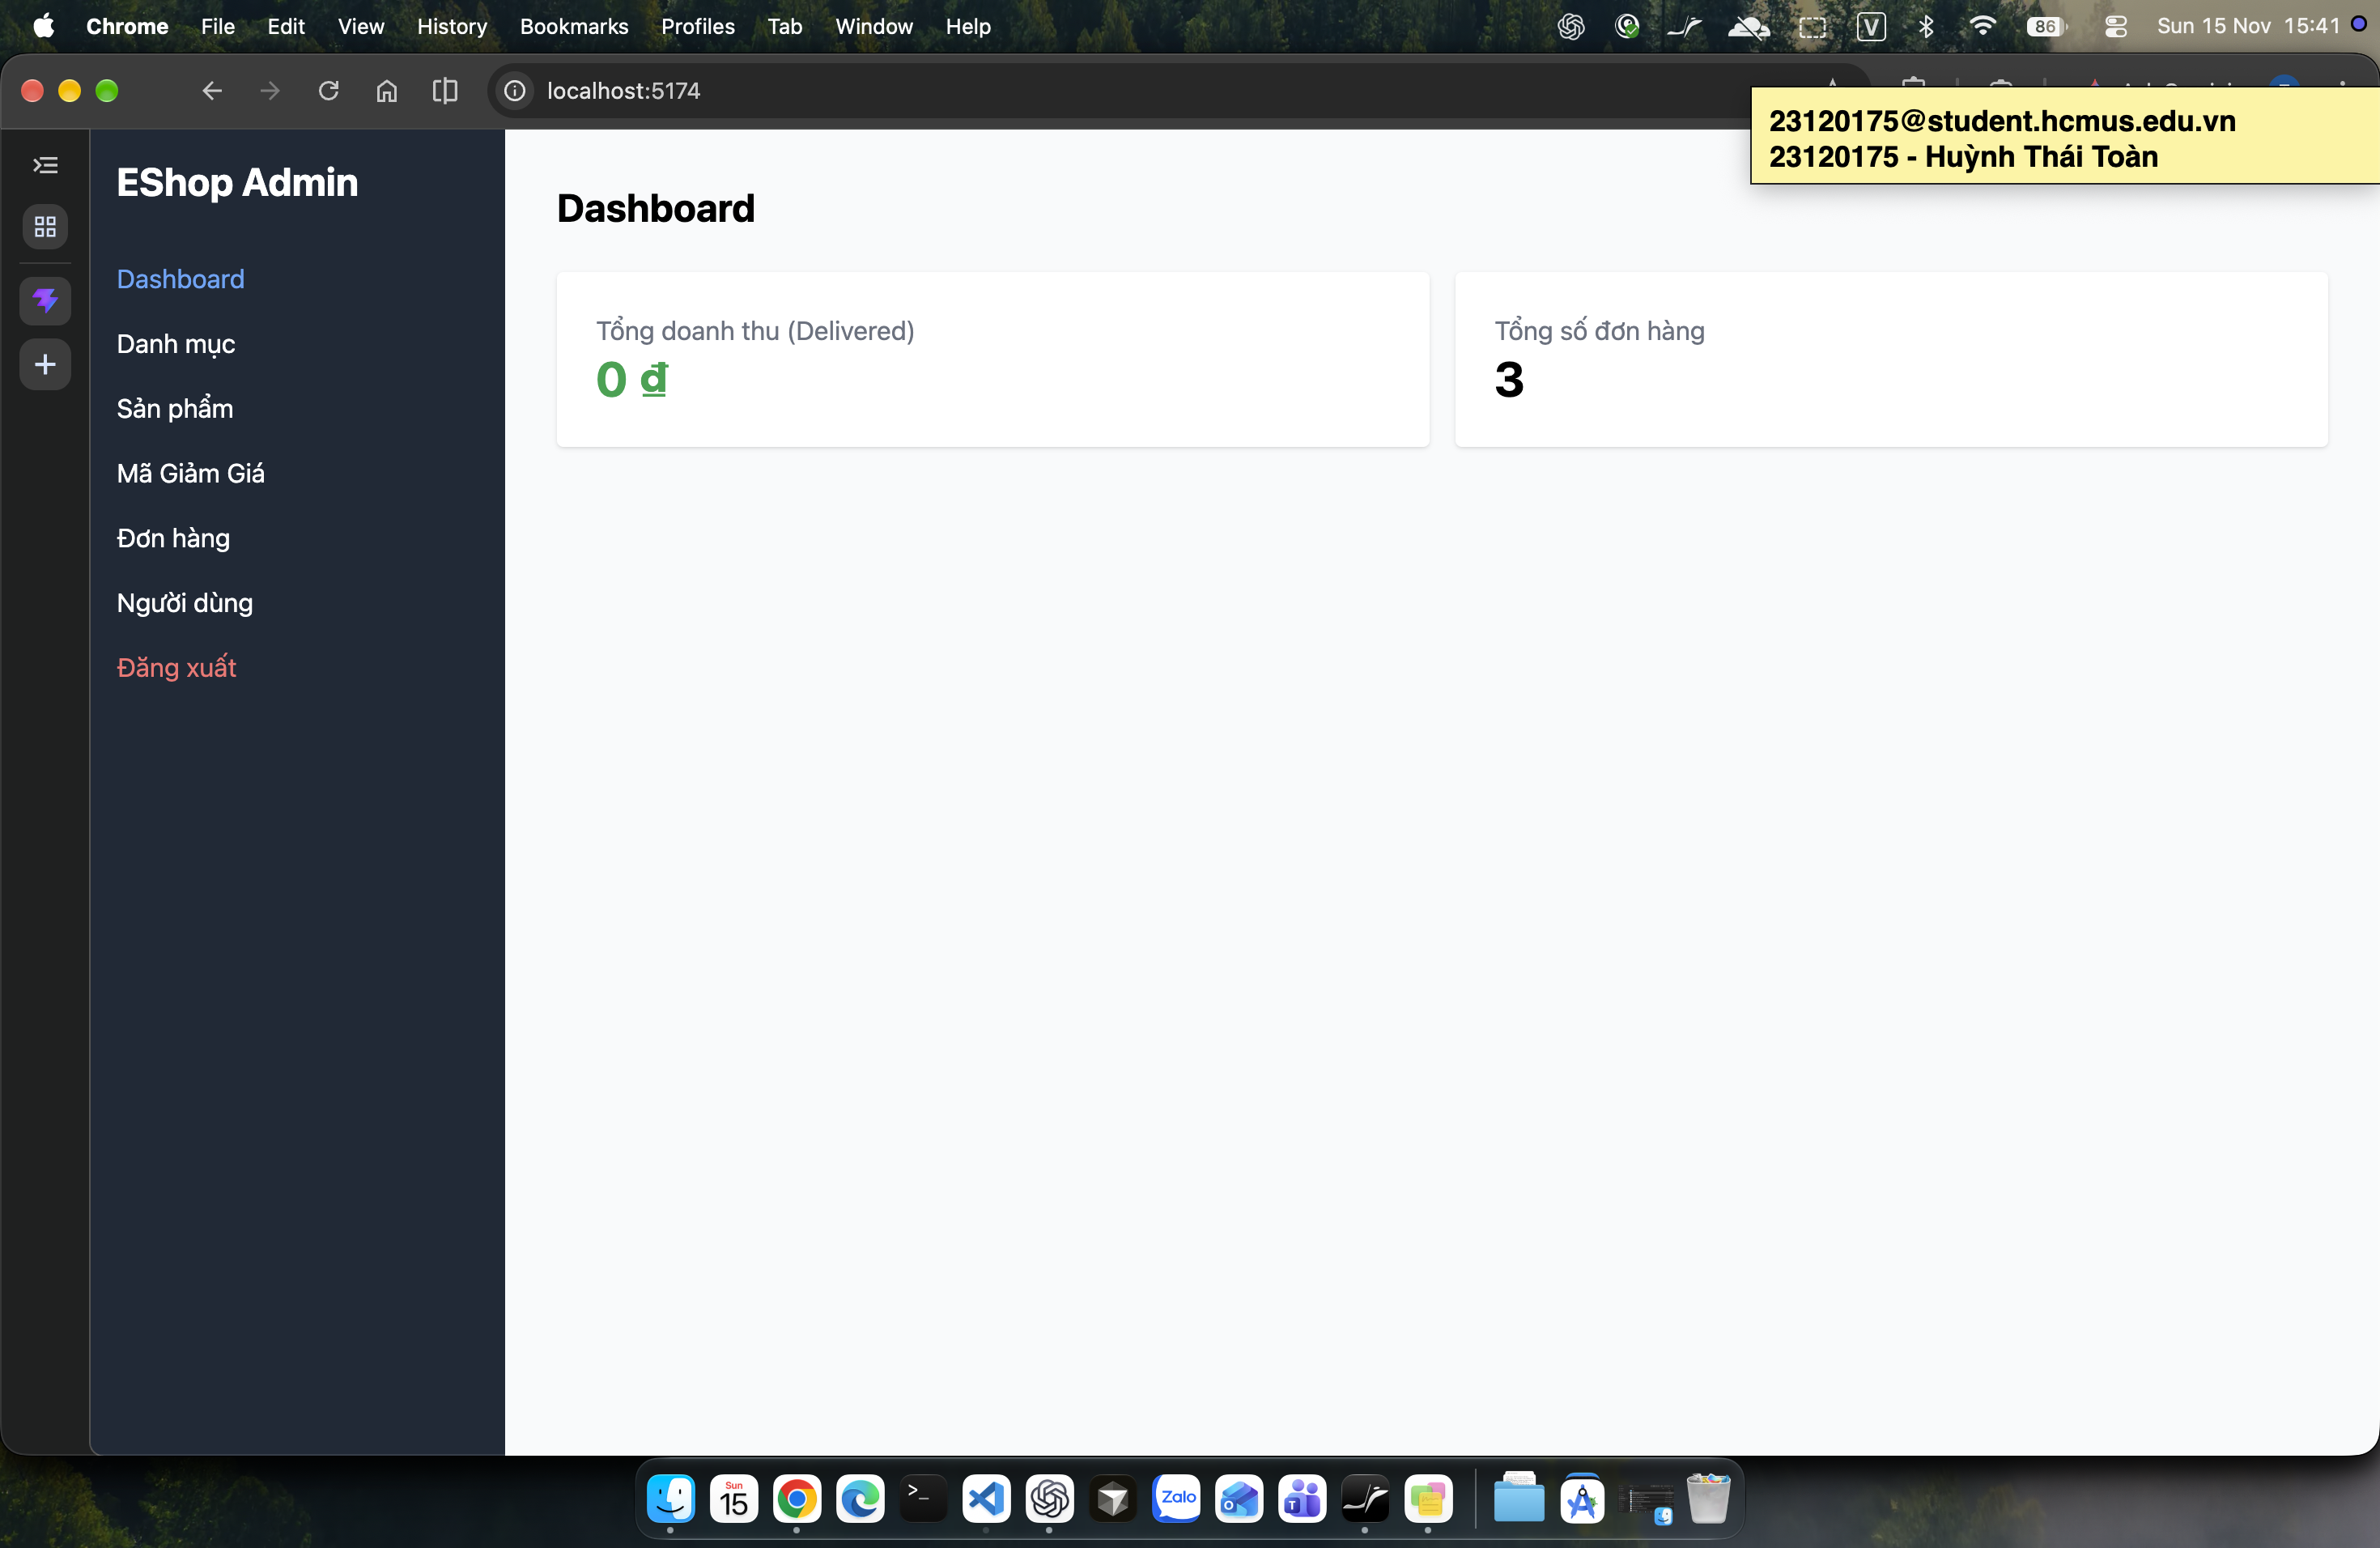 Chrome File Edit View History Bookmarks Profiles Tab Window Help V 86 Sun 15 Nov 15:41
localhost:5174
23120175@student.hcmus.edu.vn
23120175 - Huỳnh Thái Toàn
EShop Admin
Dashboard
Danh mục
Sản phẩm
Mã Giảm Giá
Đơn hàng
Người dùng
Đăng xuất
Dashboard
Tổng doanh thu (Delivered)
0 ₫
Tổng số đơn hàng
3
Sun
15
>_
Zalo
O
T